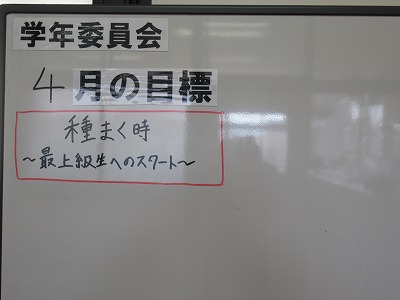 学年委員会
4月の目標
種まく時
～最上級生へのスタート～